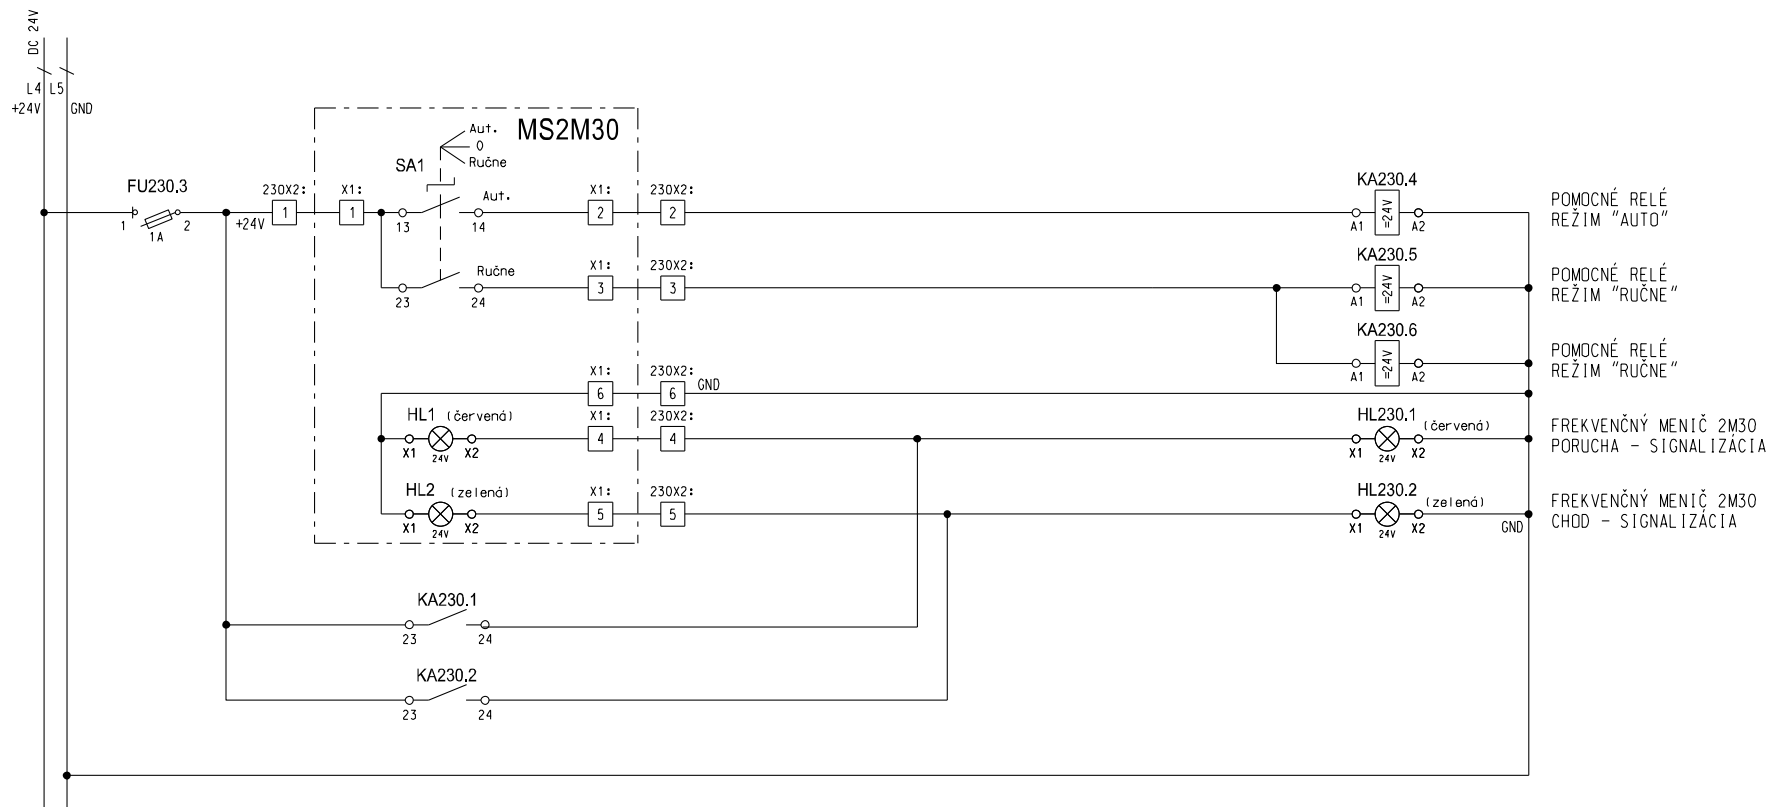 DC 24V
L4 L5
+24V GND
MS2M30
Aut.
0
Ručne
SA1
FU230.3
1 2
1A
+24V
230X2:
1
X1:
1
13 14
Aut.
X1:
2
230X2:
2
KA230.4
A1 =24V A2
POMOCNÉ RELÉ
REŽIM "AUTO"
23 24
Ručne
X1:
3
230X2:
3
KA230.5
A1 =24V A2
POMOCNÉ RELÉ
REŽIM "RUČNE"
KA230.6
A1 =24V A2
POMOCNÉ RELÉ
REŽIM "RUČNE"
X1:
6
230X2:
6
GND
HL1 (červená)
X1 24V X2
X1:
4
230X2:
4
HL230.1 (červená)
X1 24V X2
FREKVENČNÝ MENIČ 2M30
PORUCHA - SIGNALIZÁCIA
HL2 (zelená)
X1 24V X2
X1:
5
230X2:
5
HL230.2 (zelená)
X1 24V X2
GND
FREKVENČNÝ MENIČ 2M30
CHOD - SIGNALIZÁCIA
KA230.1
23 24
KA230.2
23 24